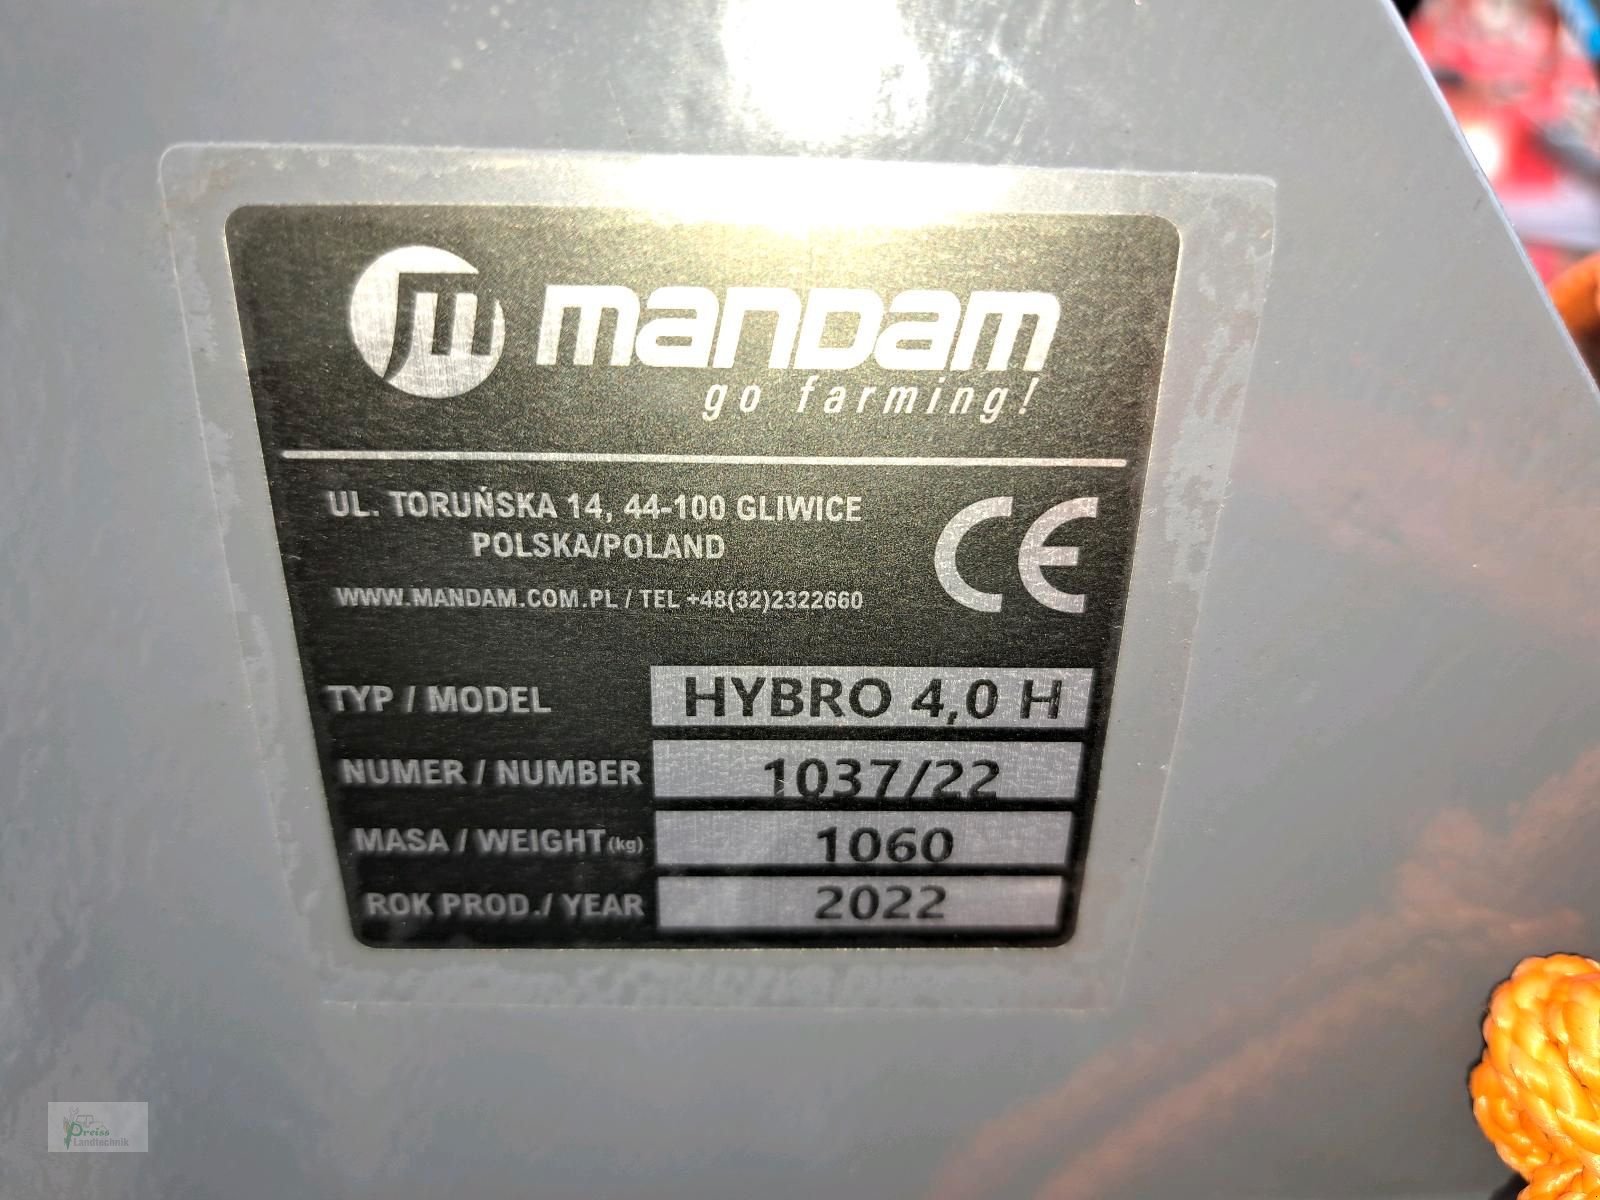 manDam
go farming!
UL. TORUŃSKA 14, 44-100 GLIWICE
POLSKA/POLAND
WWW.MANDAM.COM.PL / TEL +48(32)2322660
CE
TYP / MODEL HYBRO 4,0 H
NUMER / NUMBER 1037/22
MASA / WEIGHT(kg) 1060
ROK PROD./ YEAR 2022
Preiss
Landtechnik